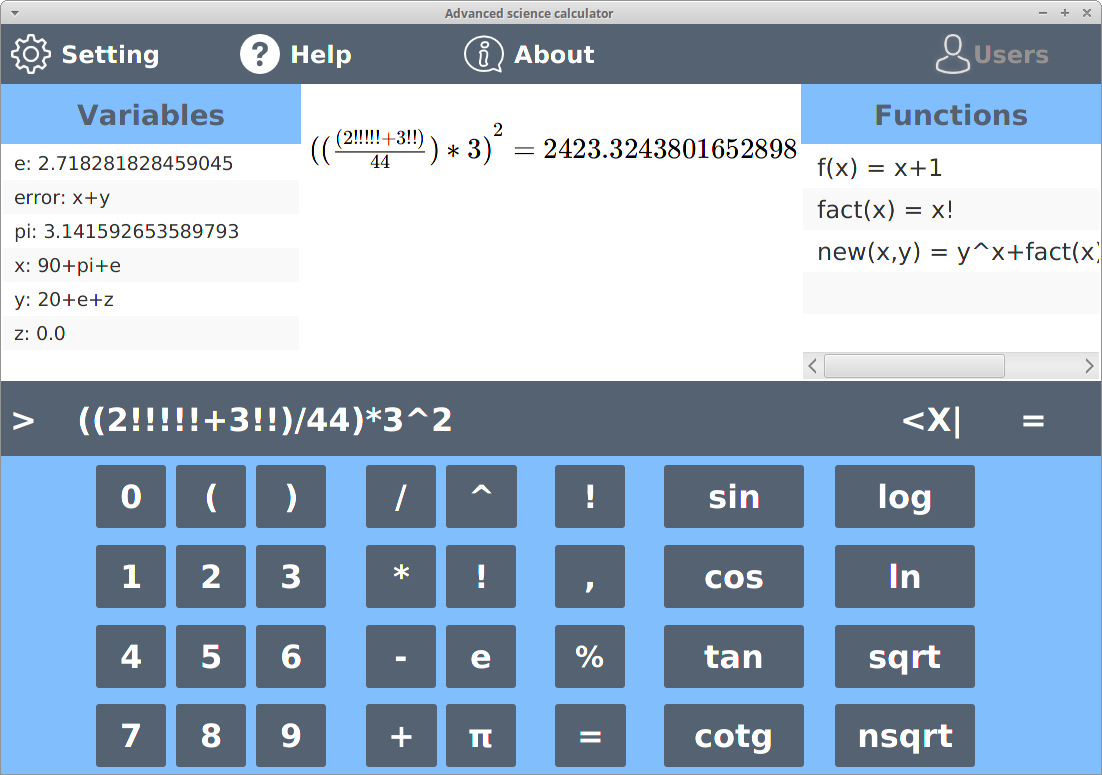 Advanced science calculator
Setting Help About Users
Variables
e: 2.718281828459045
error: x+y
pi: 3.141592653589793
x: 90+pi+e
y: 20+e+z
z: 0.0
(((2!!!!!+3!!)/44)*3)^2 = 2423.3243801652898
Functions
f(x) = x+1
fact(x) = x!
new(x,y) = y^x+fact(x)
> ((2!!!!!+3!!)/44)*3^2 <X| =
0 ( ) / ^ ! sin log
1 2 3 * ! , cos ln
4 5 6 - e % tan sqrt
7 8 9 + π = cotg nsqrt